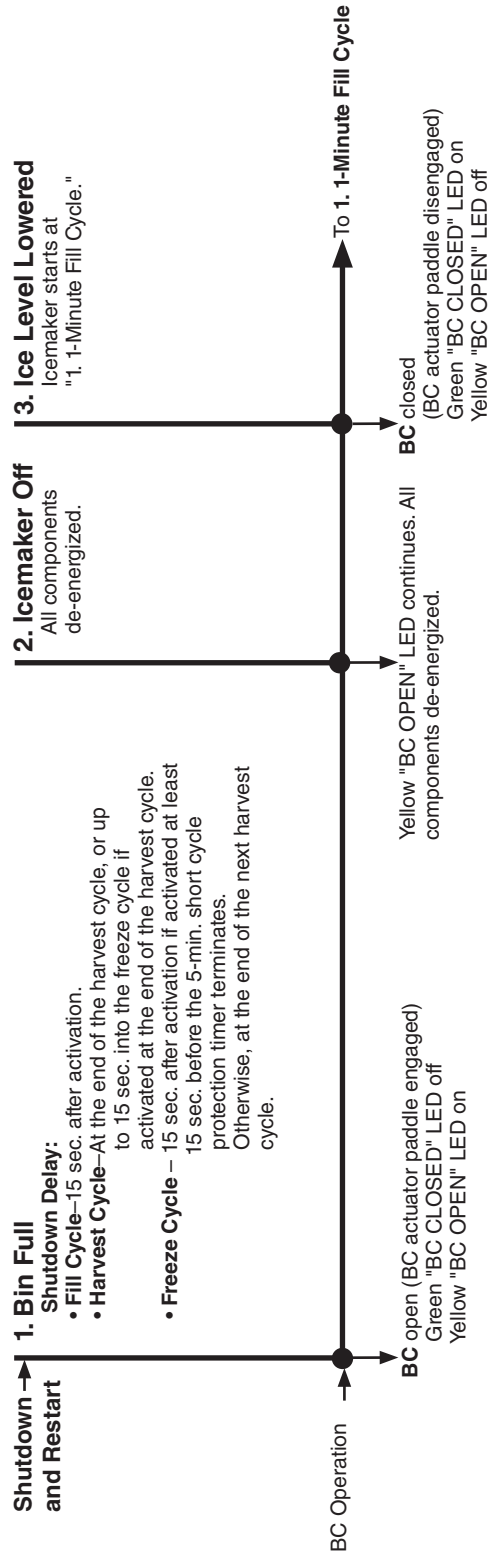 Shutdown
and Restart
1. Bin Full
Shutdown Delay:
• Fill Cycle–15 sec. after activation.
• Harvest Cycle–At the end of the harvest cycle, or up
to 15 sec. into the freeze cycle if
activated at the end of the harvest cycle.
• Freeze Cycle – 15 sec. after activation if activated at least
15 sec. before the 5-min. short cycle
protection timer terminates.
Otherwise, at the end of the next harvest
cycle.
2. Icemaker Off
All components
de-energized.
3. Ice Level Lowered
Icemaker starts at
"1. 1-Minute Fill Cycle."
BC Operation
To 1. 1-Minute Fill Cycle
BC open (BC actuator paddle engaged)
Green "BC CLOSED" LED off
Yellow "BC OPEN" LED on
Yellow "BC OPEN" LED continues. All
components de-energized.
BC closed
(BC actuator paddle disengaged)
Green "BC CLOSED" LED on
Yellow "BC OPEN" LED off